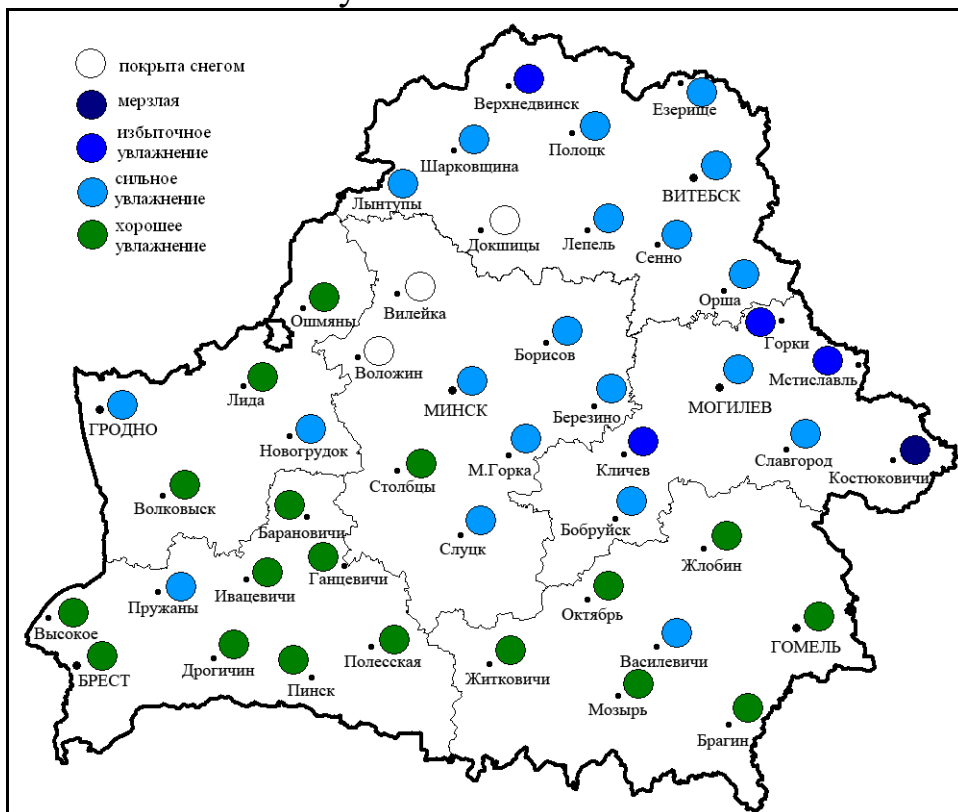 у
покрыта снегом
мерзлая
избыточное
увлажнение
сильное
увлажнение
хорошее
увлажнение
Верхнедвинск
Езерище
Полоцк
Шарковщина
ВИТЕБСК
Лынтупы
Докшицы
Лепель
Сенно
Орша
Ошмяны
Вилейка
Горки
Борисов
Воложин
Мстиславль
Лида
МИНСК
Березино
МОГИЛЕВ
ГРОДНО
Новогрудок
Столбцы
М.Горка
Кличев
Славгород
Костюковичи
Волковыск
Барановичи
Слуцк
Бобруйск
Жлобин
Ганцевичи
Ивацевичи
Пружаны
Октябрь
Высокое
ГОМЕЛЬ
БРЕСТ
Дрогичин
Полесская
Житковичи
Василевичи
Пинск
Мозырь
Брагин